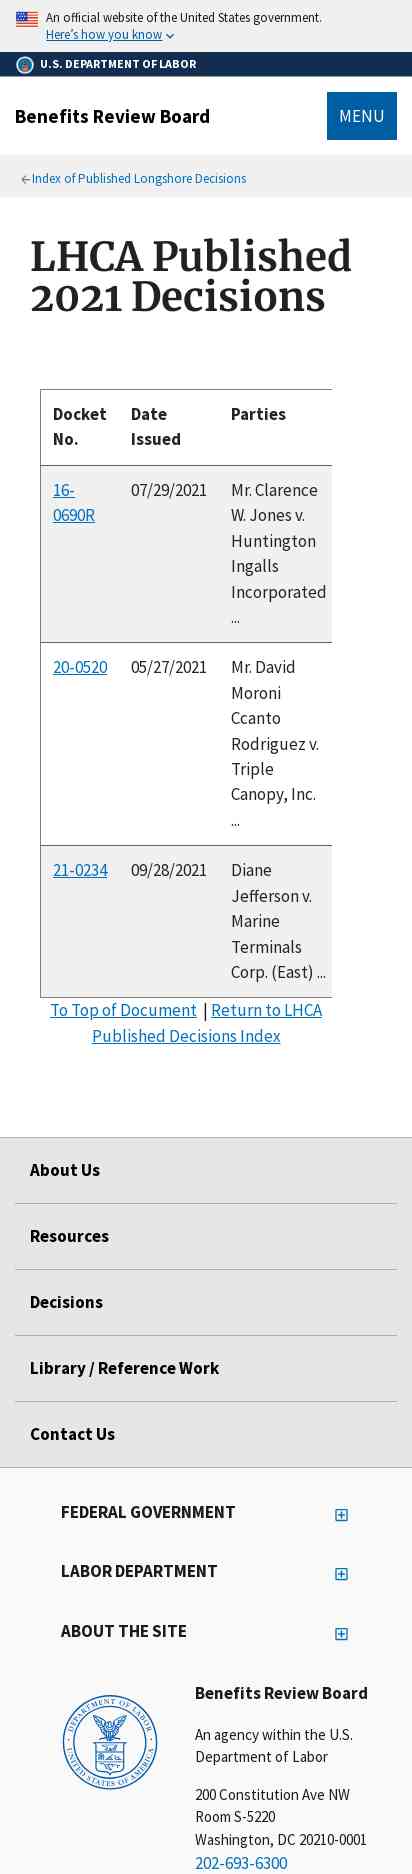 An official website of the United States government.
Here's how you know
U.S. DEPARTMENT OF LABOR
Benefits Review Board
MENU
Index of Published Longshore Decisions
LHCA Published
2021 Decisions
Docket No. Date Issued Parties
16-0690R 07/29/2021 Mr. Clarence W. Jones v. Huntington Ingalls Incorporated ...
20-0520 05/27/2021 Mr. David Moroni Ccanto Rodriguez v. Triple Canopy, Inc. ...
21-0234 09/28/2021 Diane Jefferson v. Marine Terminals Corp. (East) ...
To Top of Document | Return to LHCA
Published Decisions Index
About Us
Resources
Decisions
Library / Reference Work
Contact Us
FEDERAL GOVERNMENT
LABOR DEPARTMENT
ABOUT THE SITE
DEPARTMENT OF LABOR
UNITED STATES OF AMERICA
Benefits Review Board
An agency within the U.S.
Department of Labor
200 Constitution Ave NW
Room S-5220
Washington, DC 20210-0001
202-693-6300